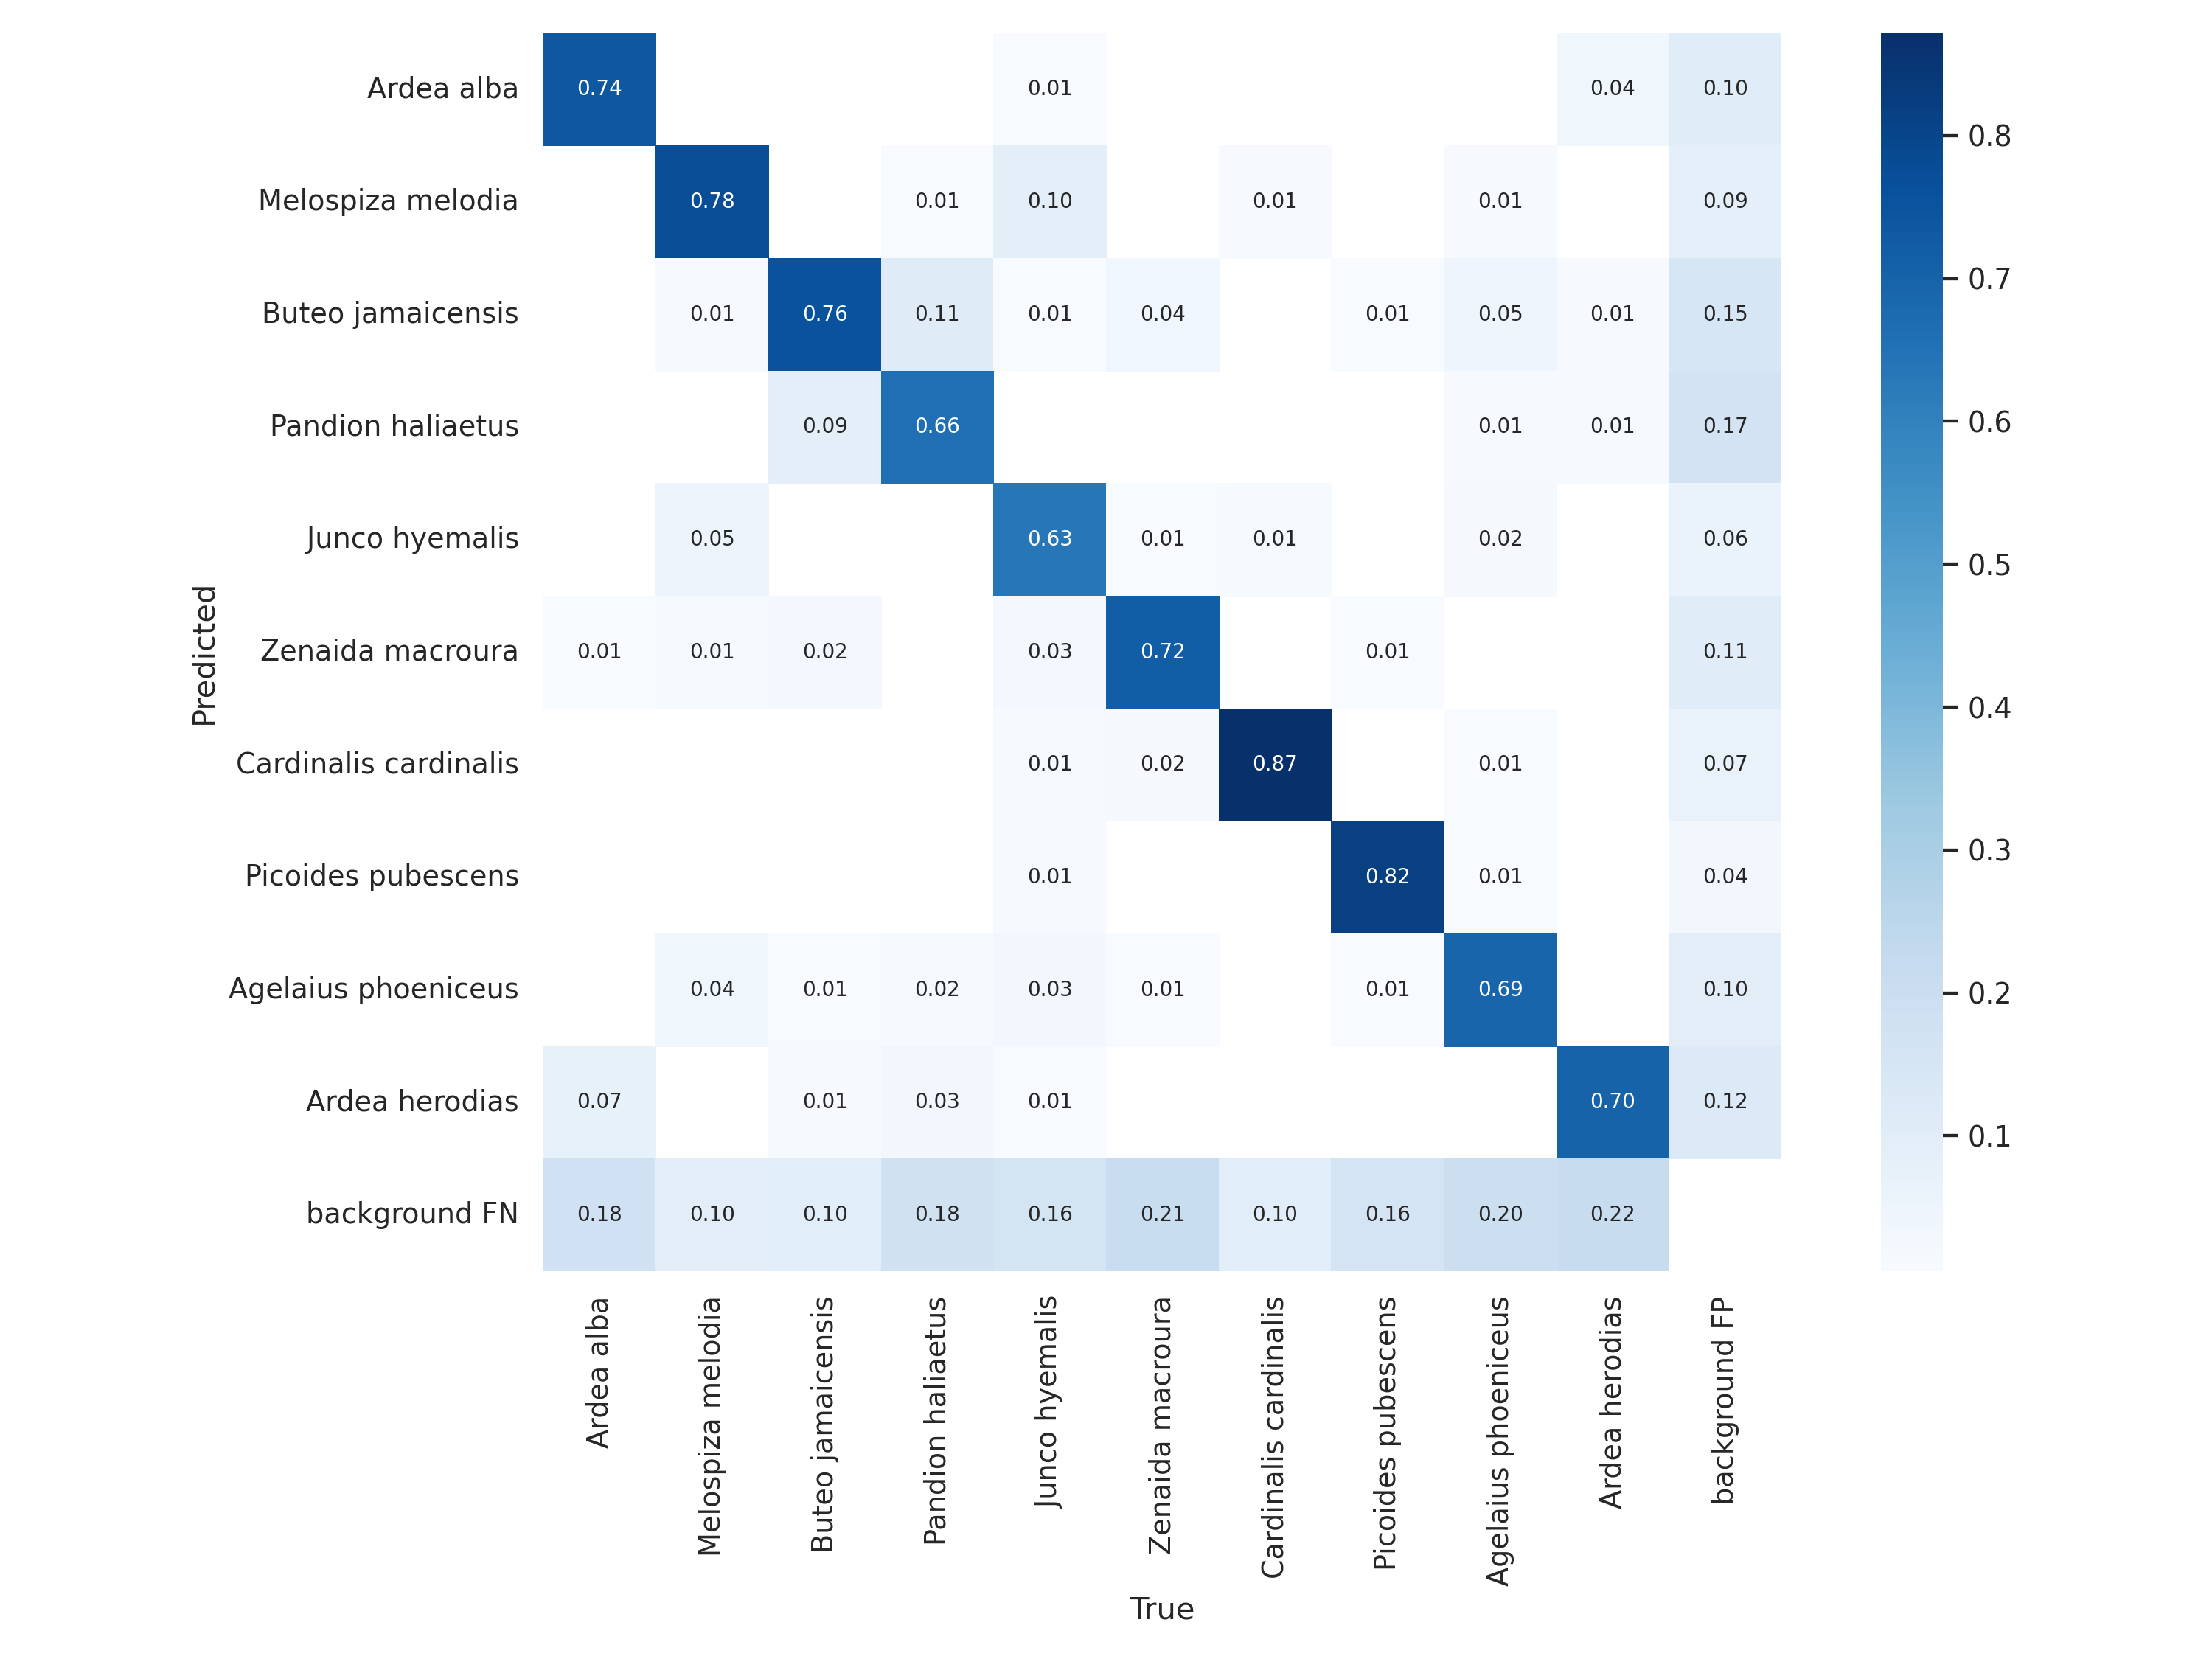 Ardea alba 0.74 0.01 0.04 0.10
Melospiza melodia 0.78 0.01 0.10 0.01 0.01 0.09
Buteo jamaicensis 0.01 0.76 0.11 0.01 0.04 0.01 0.05 0.01 0.15
Pandion haliaetus 0.09 0.66 0.01 0.01 0.17
Junco hyemalis 0.05 0.63 0.01 0.01 0.02 0.06
Zenaida macroura 0.01 0.01 0.02 0.03 0.72 0.01 0.11
Cardinalis cardinalis 0.01 0.02 0.87 0.01 0.07
Picoides pubescens 0.01 0.82 0.01 0.04
Agelaius phoeniceus 0.04 0.01 0.02 0.03 0.01 0.01 0.69 0.10
Ardea herodias 0.07 0.01 0.03 0.01 0.70 0.12
background FN 0.18 0.10 0.10 0.18 0.16 0.21 0.10 0.16 0.20 0.22
Predicted
Ardea alba
Melospiza melodia
Buteo jamaicensis
Pandion haliaetus
Junco hyemalis
Zenaida macroura
Cardinalis cardinalis
Picoides pubescens
Agelaius phoeniceus
Ardea herodias
background FP
True
0.8
0.7
0.6
0.5
0.4
0.3
0.2
0.1